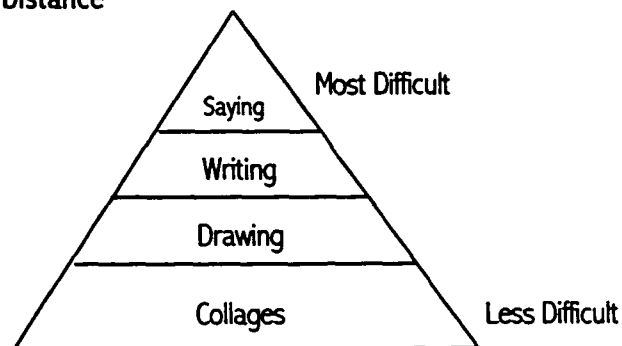 Distance
Most Difficult
Saying
Writing
Drawing
Collages
Less Difficult